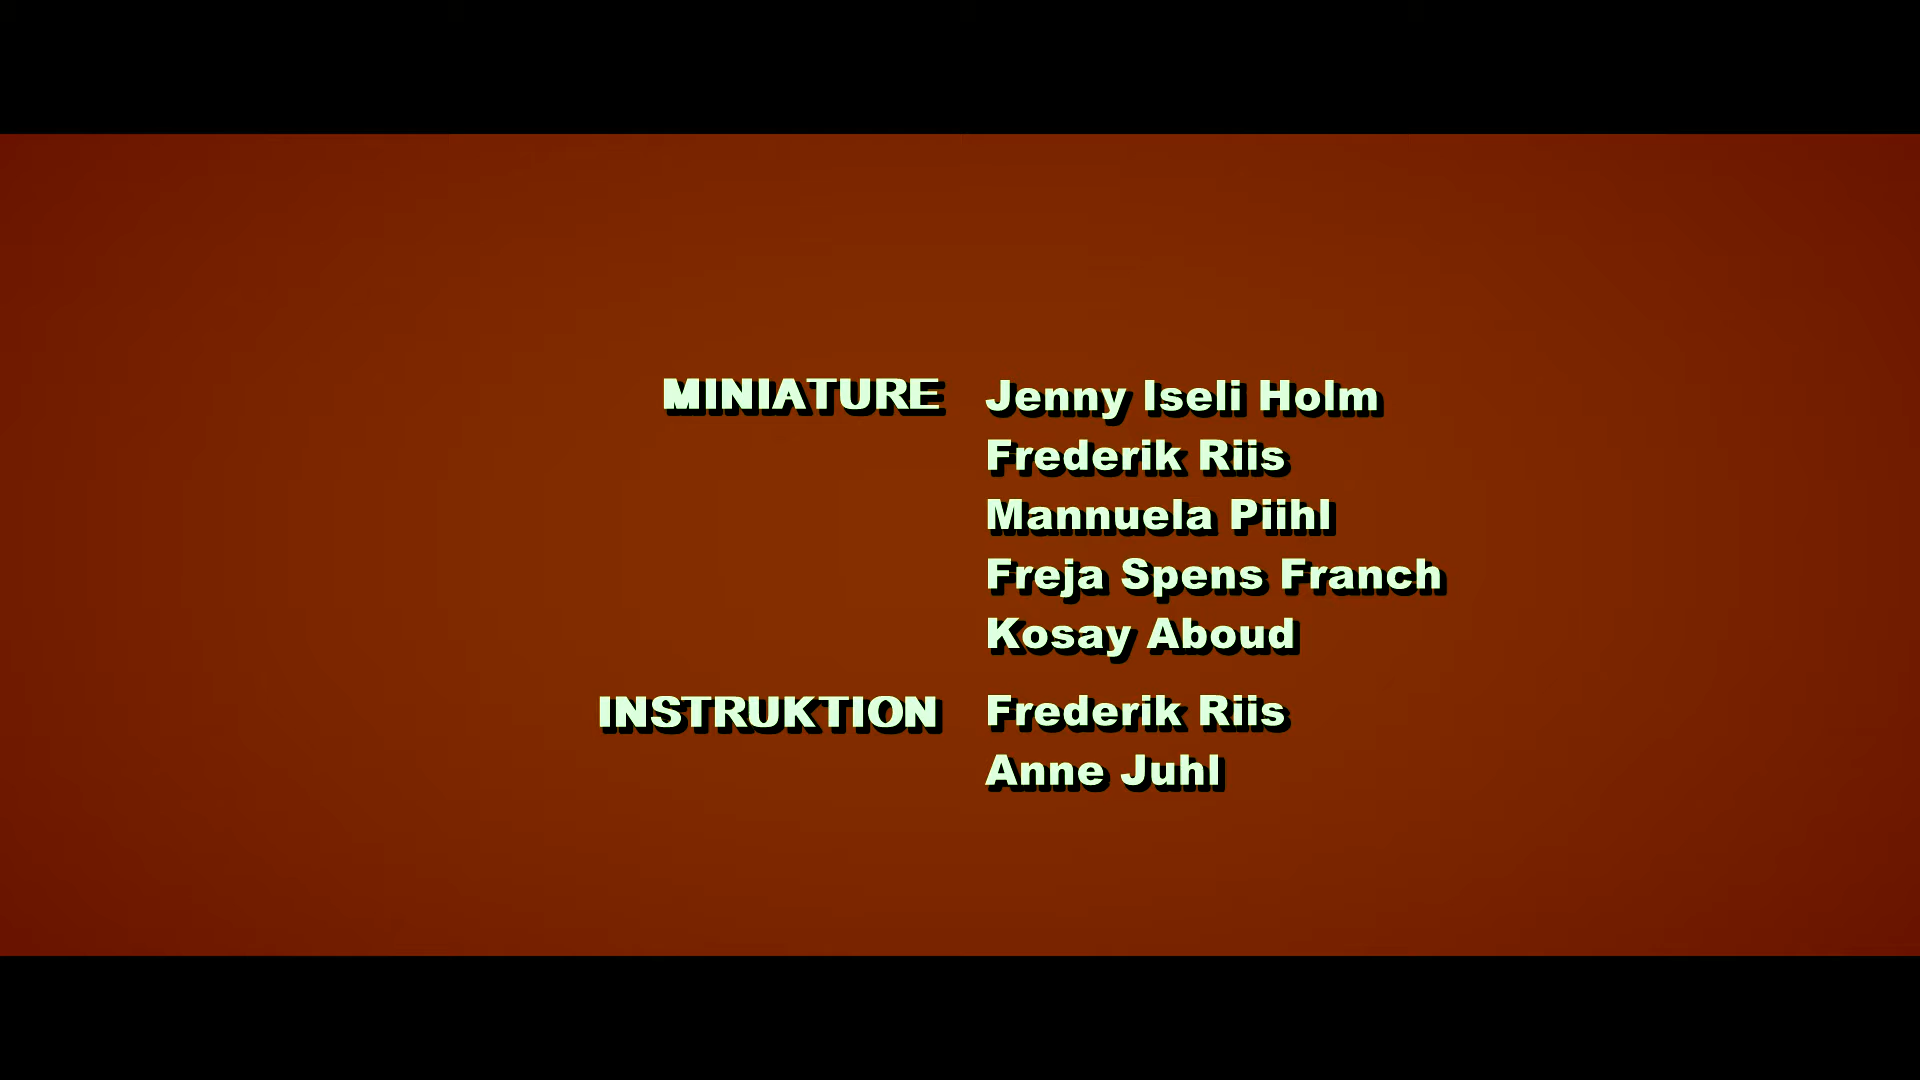 MINIATURE Jenny Iseli Holm
Frederik Riis
Mannuela Piihl
Freja Spens Franch
Kosay Aboud
INSTRUKTION Frederik Riis
Anne Juhl